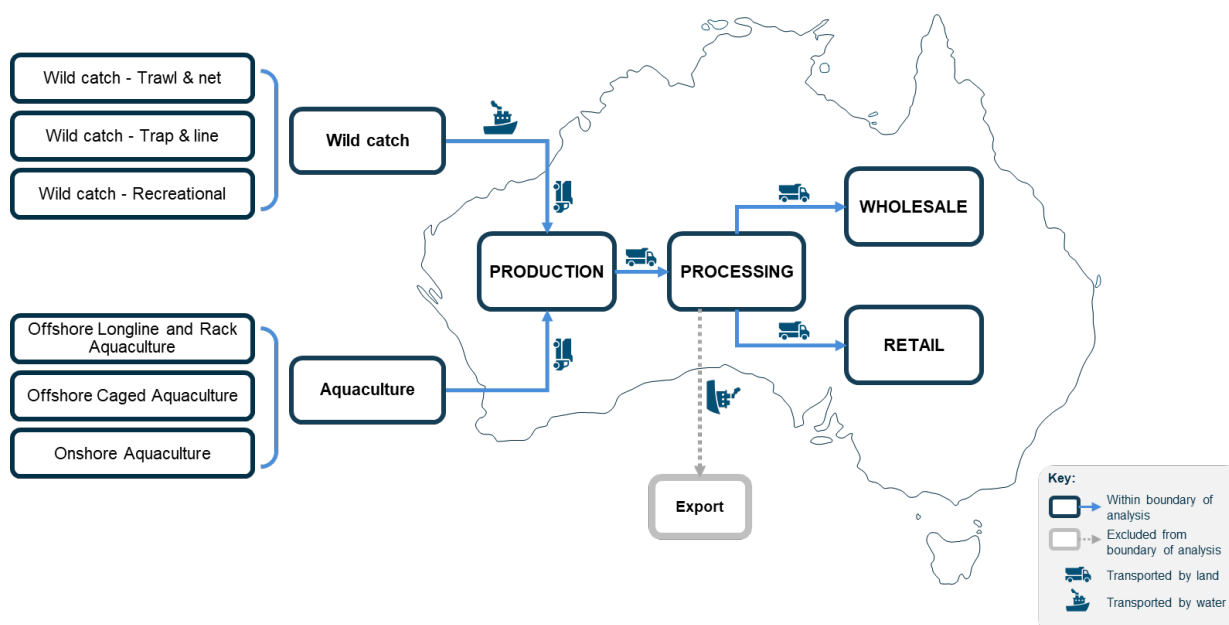 Wild catch - Trawl & net
Wild catch - Trap & line
Wild catch - Recreational
Wild catch
Offshore Longline and Rack
Aquaculture
Offshore Caged Aquaculture
Onshore Aquaculture
Aquaculture
PRODUCTION
PROCESSING
WHOLESALE
RETAIL
Export
Key:
Within boundary of
analysis
Excluded from
boundary of analysis
Transported by land
Transported by water